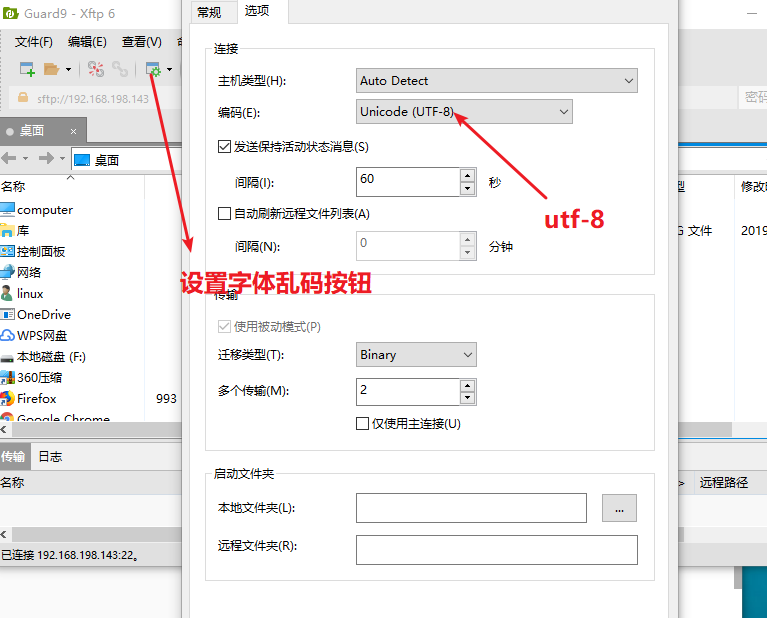 Guard9 - Xftp 6
文件(F) 编辑(E) 查看(V)
sftp://192.168.198.143
密码
桌面 ×
桌面
名称
computer
库
控制面板
网络
linux
OneDrive
WPS网盘
本地磁盘 (F:)
360压缩
Firefox 993
Google Chrome
传输 日志
名称
已连接 192.168.198.143:22。
常规 选项
连接
主机类型(H): Auto Detect
编码(E): Unicode (UTF-8)
发送保持活动状态消息(S)
间隔(I): 60 秒
自动刷新远程文件列表(A)
间隔(N): 0 分钟
utf-8
设置字体乱码按钮
传输
使用被动模式(P)
迁移类型(T): Binary
多个传输(M): 2
仅使用主连接(U)
启动文件夹
本地文件夹(L): ...
远程文件夹(R):
型 修改时
G 文件 2019
> 远程路径